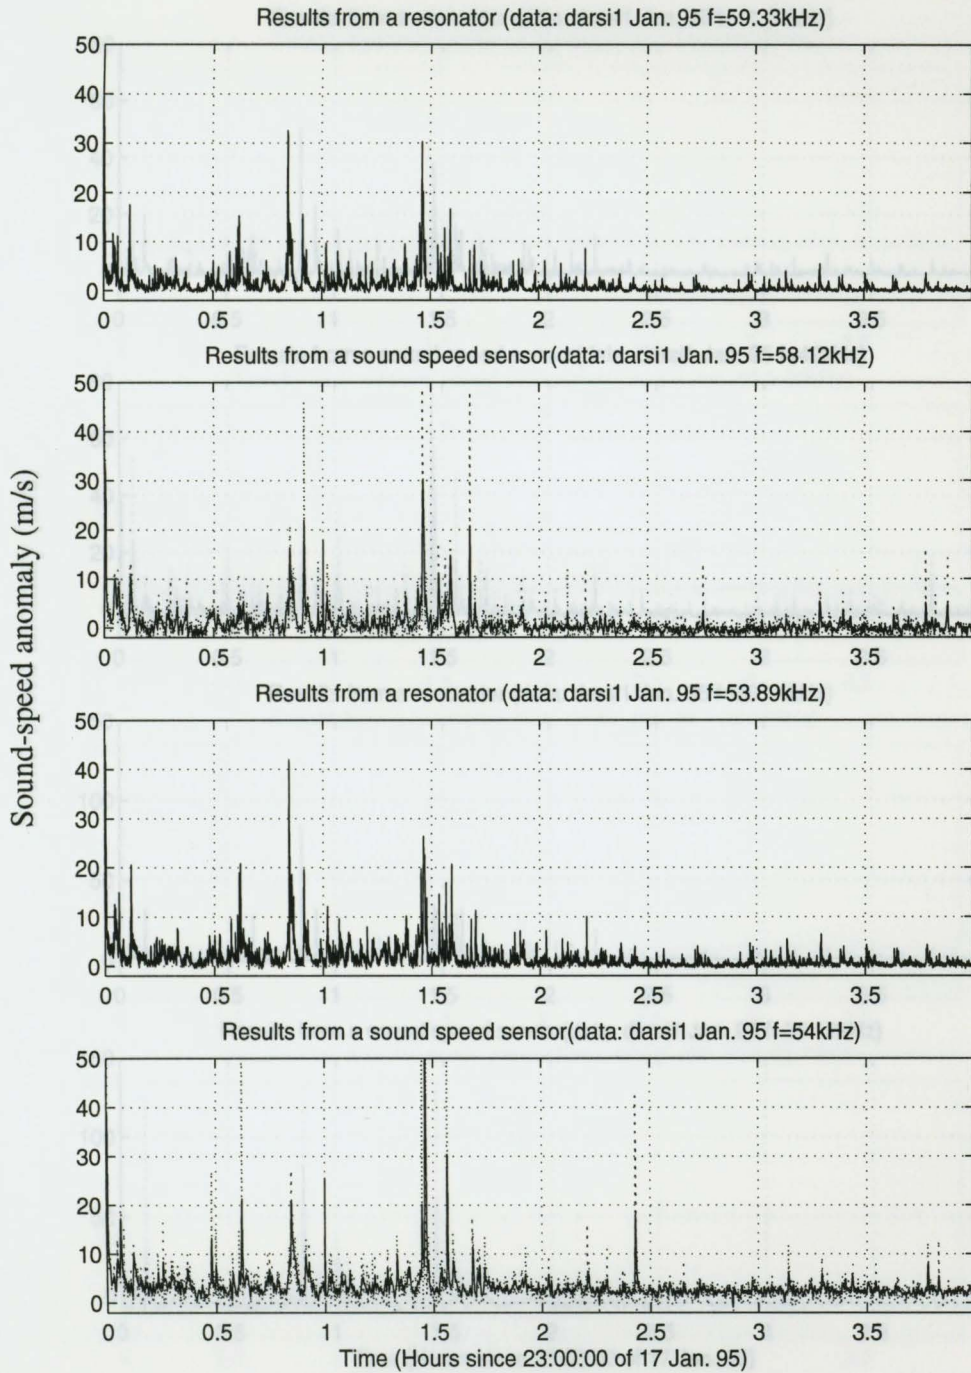 Results from a resonator (data: darsi1 Jan. 95 f=59.33kHz)
50
40
30
20
10
0
0 0.5 1 1.5 2 2.5 3 3.5
Results from a sound speed sensor(data: darsi1 Jan. 95 f=58.12kHz)
50
40
30
20
10
0
0 0.5 1 1.5 2 2.5 3 3.5
Sound-speed anomaly (m/s)
Results from a resonator (data: darsi1 Jan. 95 f=53.89kHz)
50
40
30
20
10
0
0 0.5 1 1.5 2 2.5 3 3.5
Results from a sound speed sensor(data: darsi1 Jan. 95 f=54kHz)
50
40
30
20
10
0
0 0.5 1 1.5 2 2.5 3 3.5
Time (Hours since 23:00:00 of 17 Jan. 95)